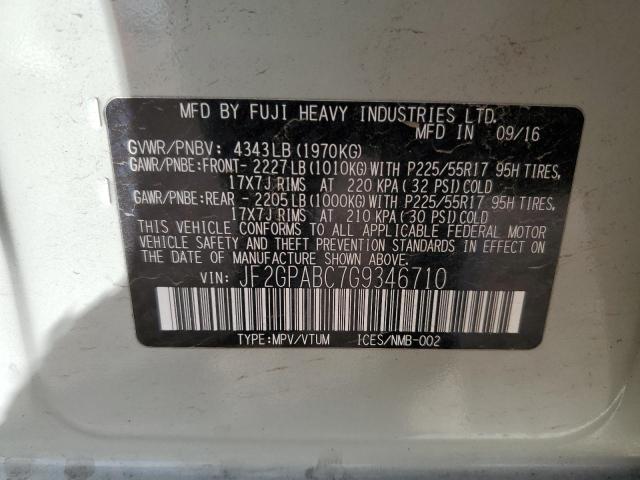 MFD BY FUJI HEAVY INDUSTRIES LTD.
MFD IN 09/16
GVWR/PNBV: 4343LB (1970KG)
GAWR/PNBE:FRONT- 2227LB(1010KG)WITH P225/55R17 95H TIRES,
17X7J RIMS AT 220 KPA (32 PSI)COLD
GAWR/PNBE:REAR - 2205LB(1000KG)WITH P225/55R17 95H TIRES,
17X7J RIMS AT 210 KPA (30 PSI)COLD
THIS VEHICLE CONFORMS TO ALL APPLICABLE FEDERAL MOTOR
VEHICLE SAFETY AND THEFT PREVENTION STANDARDS IN EFFECT ON
THE DATE OF MANUFACTURE SHOWN ABOVE.
VIN: JF2GPABC7G9346710
TYPE:MPV/VTUM ICES/NMB-002